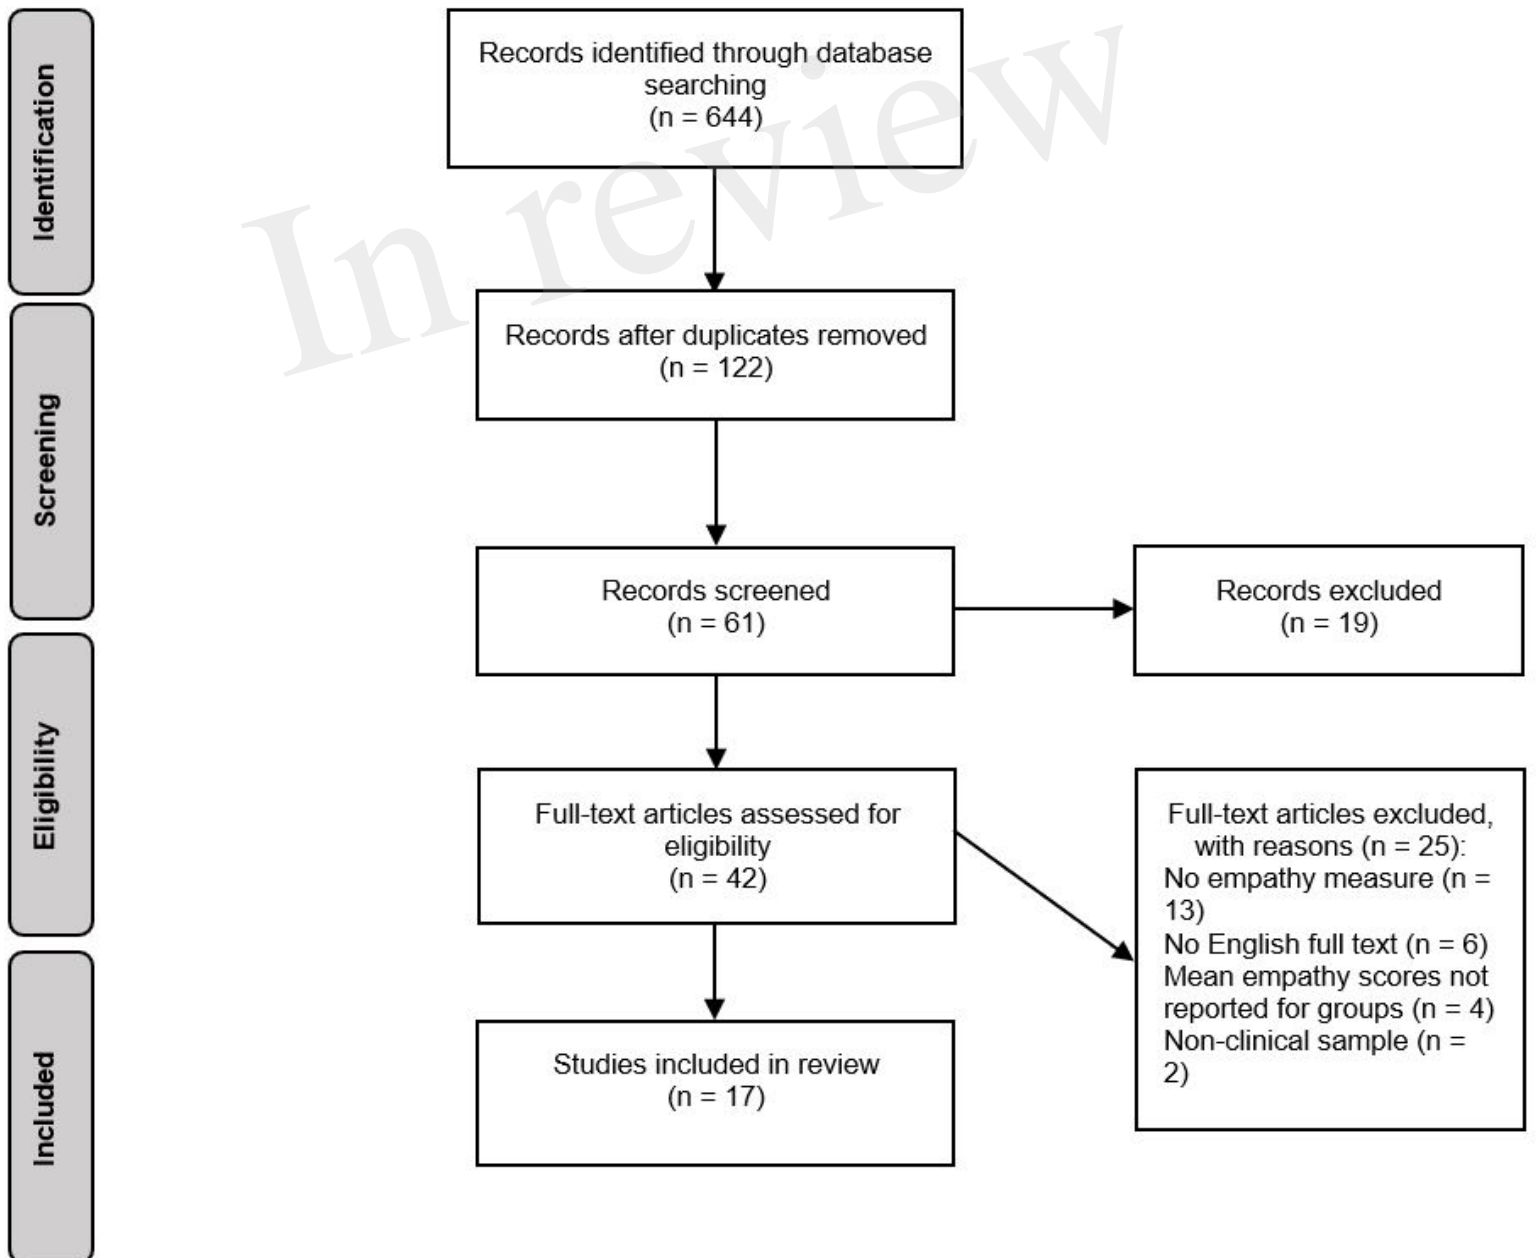 Identification
Records identified through database
searching
(n = 644)
In review
Records after duplicates removed
(n = 122)
Screening
Records screened
(n = 61)
Records excluded
(n = 19)
Eligibility
Full-text articles assessed for
eligibility
(n = 42)
Full-text articles excluded,
with reasons (n = 25):
No empathy measure (n =
13)
No English full text (n = 6)
Mean empathy scores not
reported for groups (n = 4)
Non-clinical sample (n =
2)
Included
Studies included in review
(n = 17)